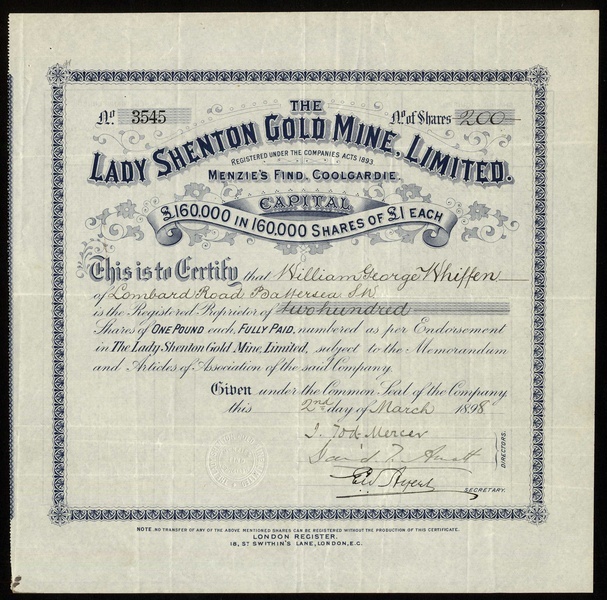 THE
No. 3545
No. of Shares 200
LADY SHENTON GOLD MINE, LIMITED.
REGISTERED UNDER THE COMPANIES ACTS 1893
MENZIE'S FIND, COOLGARDIE.
CAPITAL
£160,000 IN 160,000 SHARES OF £1 EACH
This is to Certify that William George Whiffen
of Lombard Road Battersea SW
is the Registered Proprietor of two hundred
Shares of ONE POUND each, FULLY PAID, numbered as per Endorsement
in The Lady Shenton Gold Mine, Limited, subject to the Memorandum
and Articles of Association of the said Company.
Given under the Common Seal of the Company
this 2nd day of March 1898
Mercer
David
DIRECTORS.
SECRETARY.
NOTE. NO TRANSFER OF ANY OF THE ABOVE MENTIONED SHARES CAN BE REGISTERED WITHOUT THE PRODUCTION OF THIS CERTIFICATE.
LONDON REGISTER.
18, ST SWITHIN'S LANE, LONDON, E.C.